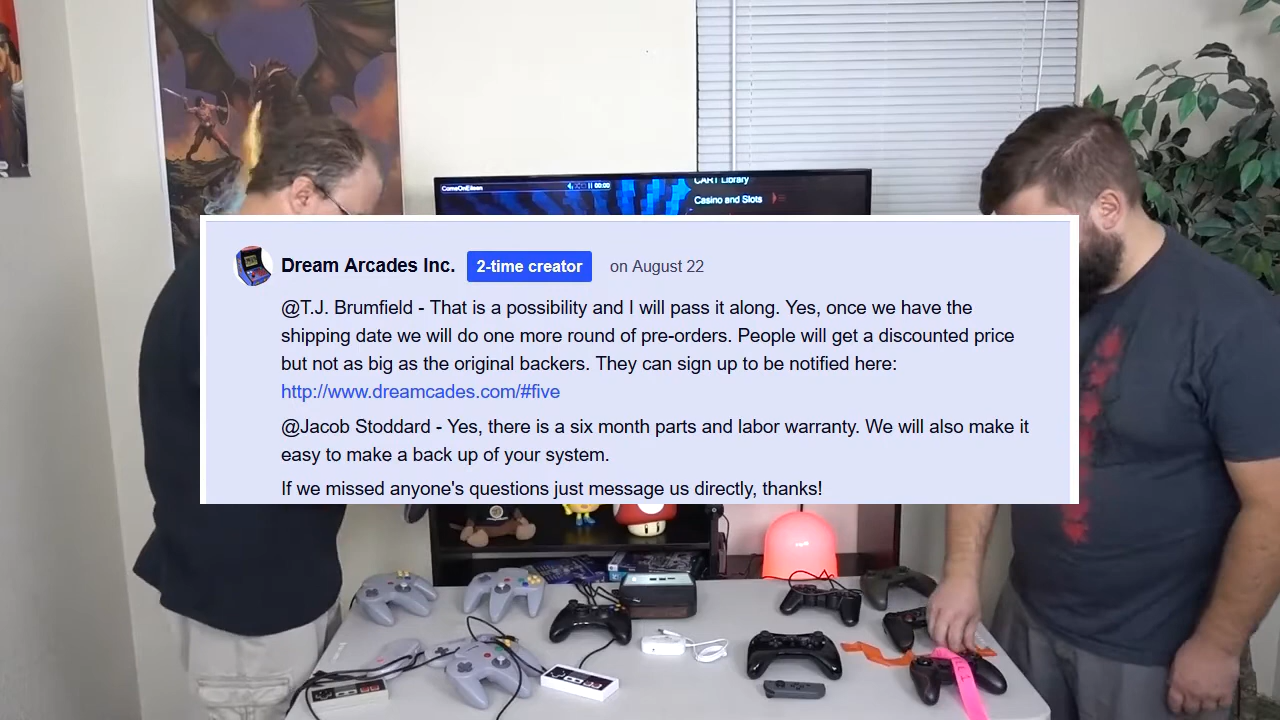 ComeOnEileen
00:00
CART Library
Casino and Slots
Dream Arcades Inc. 2-time creator on August 22
@T.J. Brumfield - That is a possibility and I will pass it along. Yes, once we have the
shipping date we will do one more round of pre-orders. People will get a discounted price
but not as big as the original backers. They can sign up to be notified here:
http://www.dreamcades.com/#five
@Jacob Stoddard - Yes, there is a six month parts and labor warranty. We will also make it
easy to make a back up of your system.
If we missed anyone's questions just message us directly, thanks!